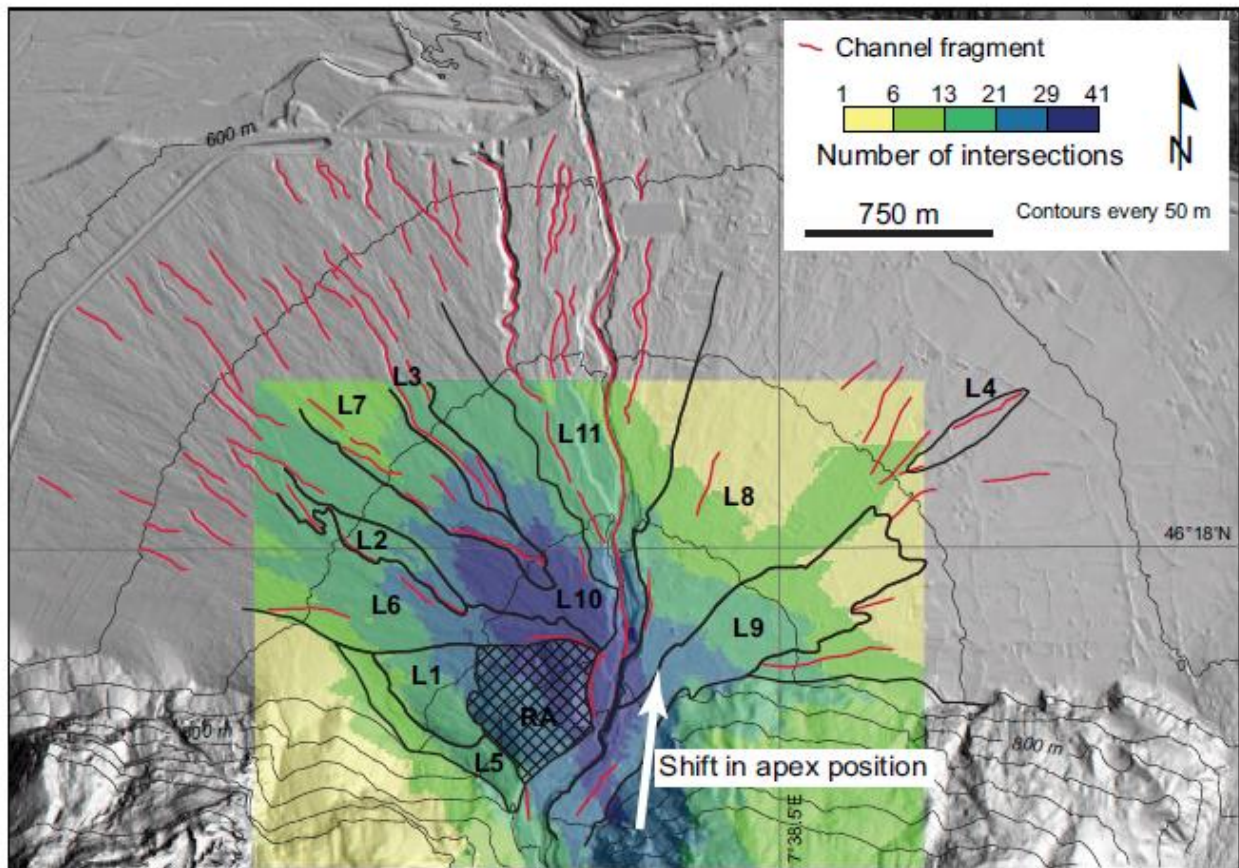 Channel fragment
1 6 13 21 29 41
Number of intersections
N
750 m
Contours every 50 m
600 m
L3
L4
L7
L11
L8
46°18'N
L2
L10
L6
L9
L1
RA
L5
Shift in apex position
800 m
7°38.5'E